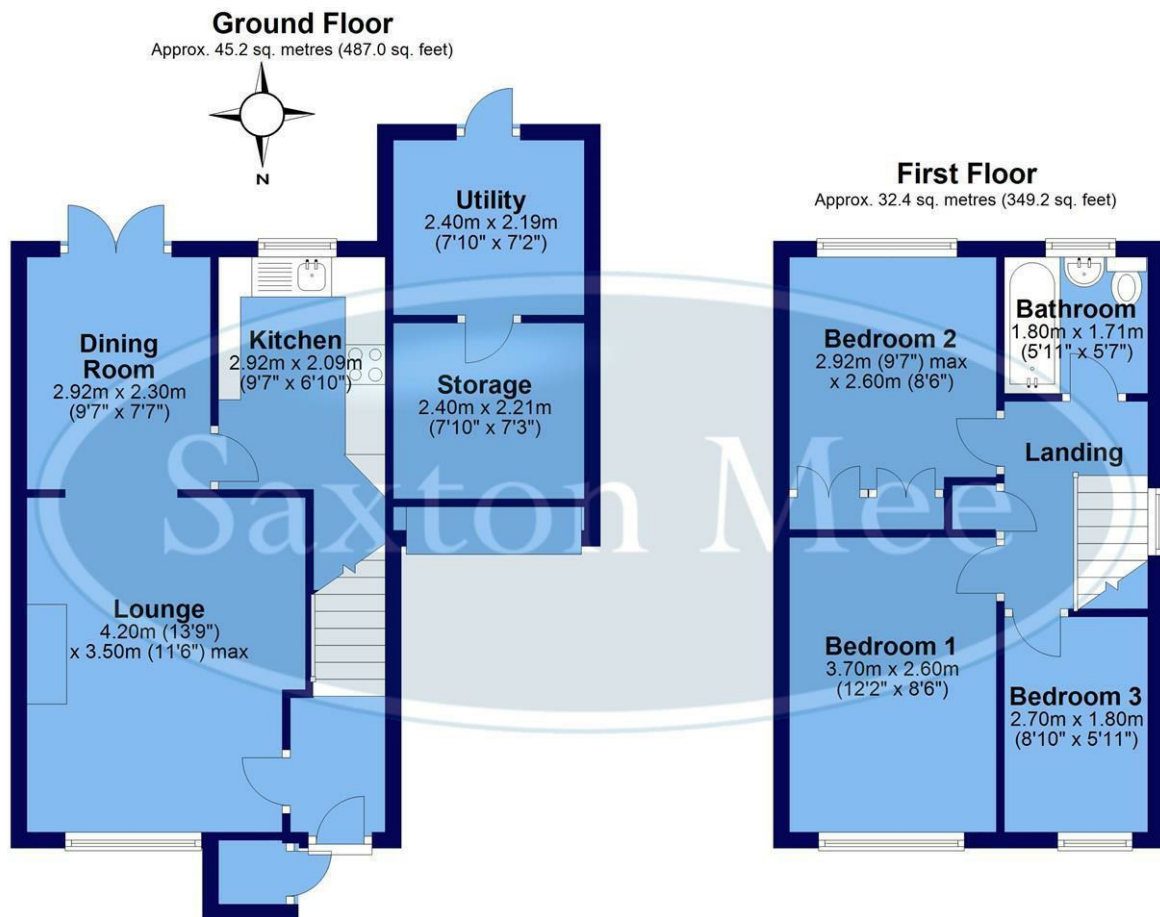 Ground Floor
Approx. 45.2 sq. metres (487.0 sq. feet)
N
Utility
2.40m x 2.19m
(7'10" x 7'2")
Dining
Room
2.92m x 2.30m
(9'7" x 7'7")
Kitchen
2.92m x 2.09m
(9'7" x 6'10")
Storage
2.40m x 2.21m
(7'10" x 7'3")
Lounge
4.20m (13'9")
x 3.50m (11'6") max
First Floor
Approx. 32.4 sq. metres (349.2 sq. feet)
Bedroom 2
2.92m (9'7") max
x 2.60m (8'6")
Bathroom
1.80m x 1.71m
(5'11" x 5'7")
Landing
Bedroom 1
3.70m x 2.60m
(12'2" x 8'6")
Bedroom 3
2.70m x 1.80m
(8'10" x 5'11")
Saxton Mee